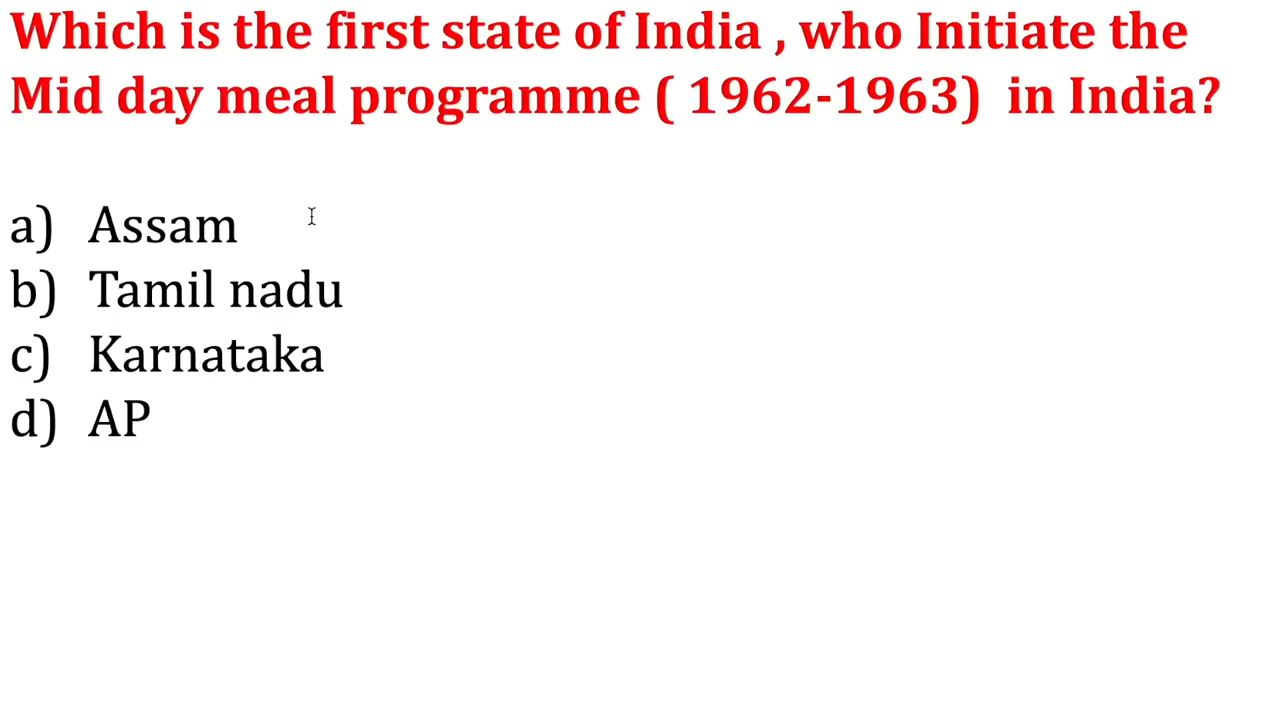 Which is the first state of India , who Initiate the
Mid day meal programme ( 1962-1963)  in India?
a) Assam
b) Tamil nadu
c) Karnataka
d) AP